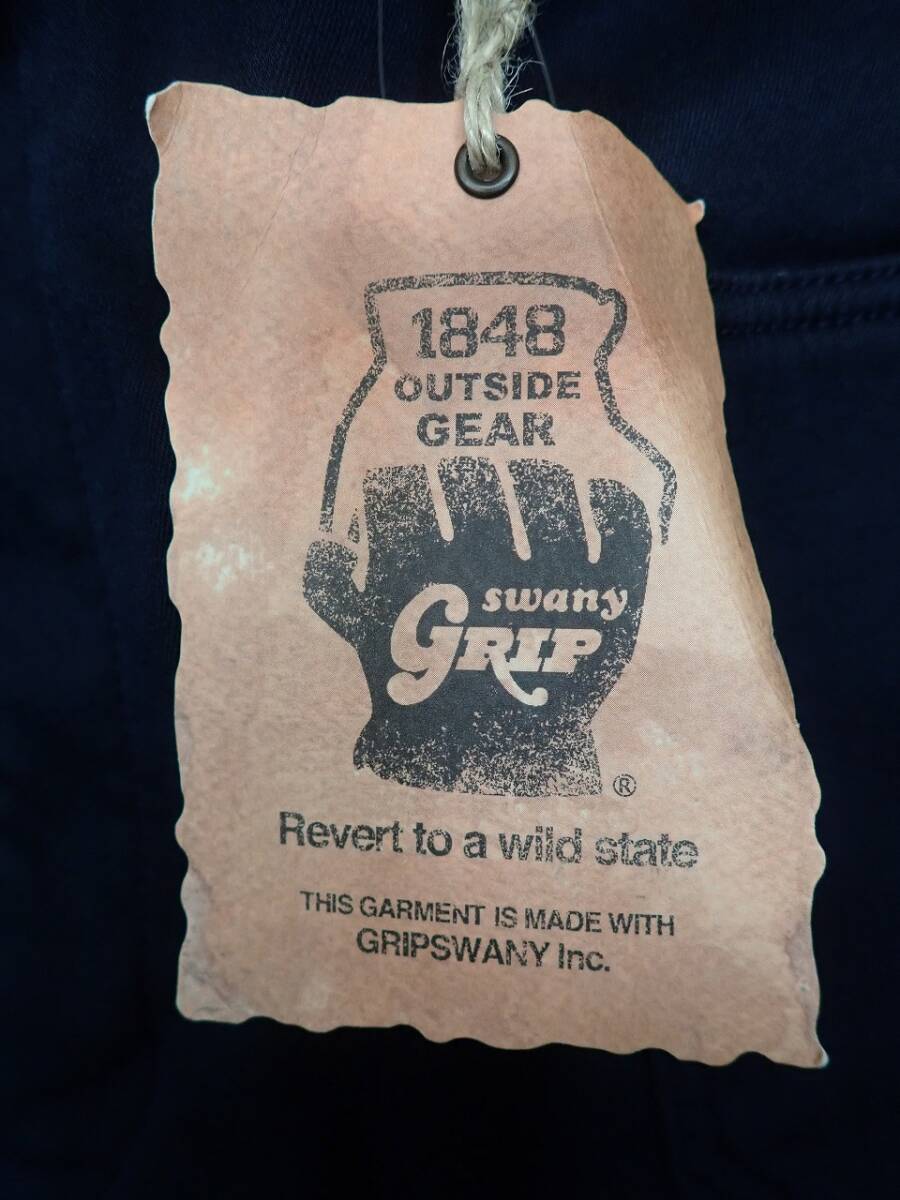 1848
OUTSIDE
GEAR
swany
GRIP
®
Revert to a wild state
THIS GARMENT IS MADE WITH
GRIPSWANY Inc.